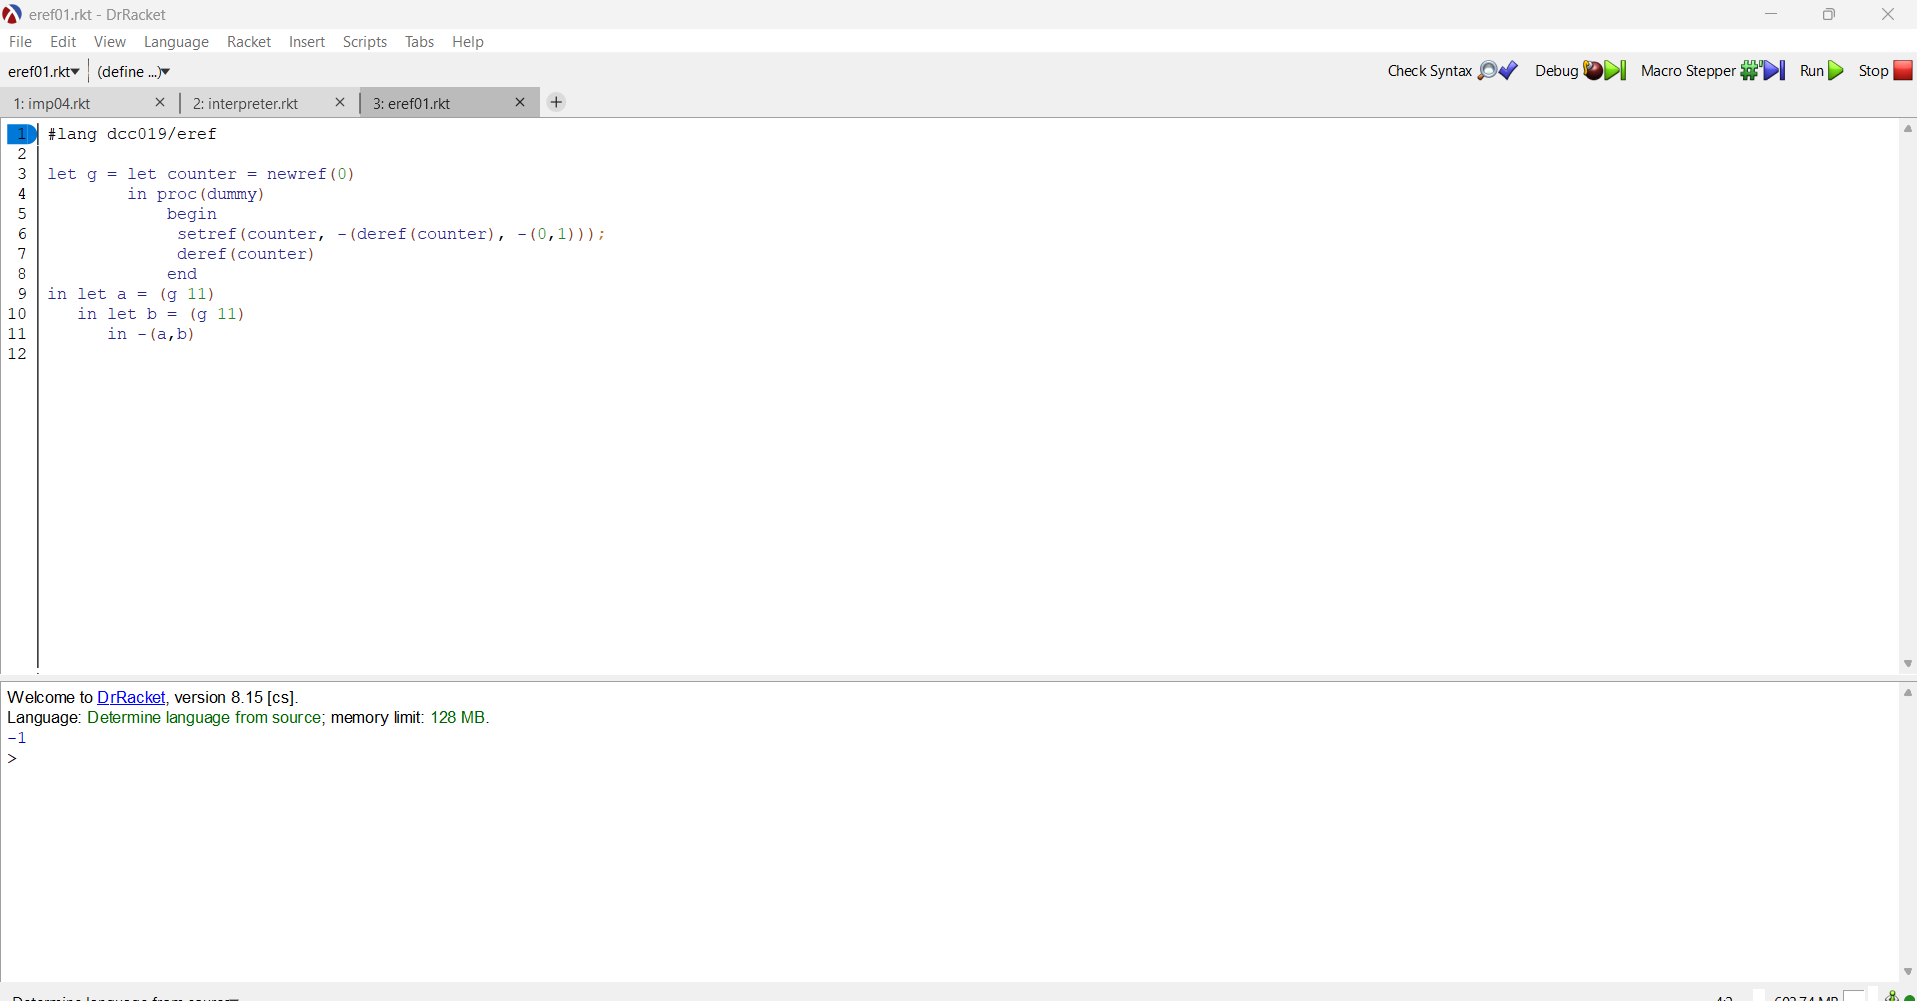 eref01.rkt - DrRacket
File Edit View Language Racket Insert Scripts Tabs Help
eref01.rkt (define ...) Check Syntax Debug Macro Stepper Run Stop
1: imp04.rkt 2: interpreter.rkt 3: eref01.rkt
1 #lang dcc019/eref
2
3 let g = let counter = newref(0)
4         in proc(dummy)
5             begin
6              setref(counter, -(deref(counter), -(0,1)));
7              deref(counter)
8             end
9 in let a = (g 11)
10    in let b = (g 11)
11       in -(a,b)
12
Welcome to DrRacket, version 8.15 [cs].
Language: Determine language from source; memory limit: 128 MB.
-1
>
Determine language from source